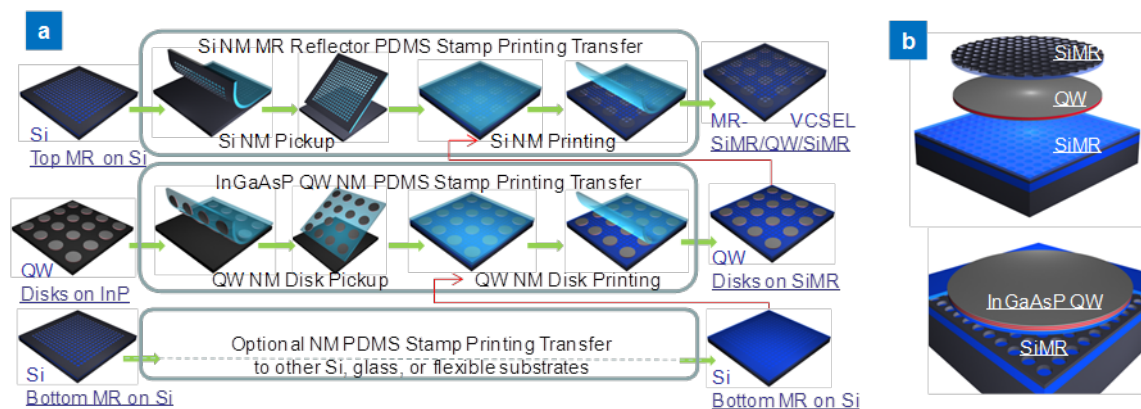 a
Si NM MR Reflector PDMS Stamp Printing Transfer
Si
Top MR on Si
Si NM Pickup
Si NM Printing
MR- VCSEL
SiMR/QW/SiMR
InGaAsP QW NM PDMS Stamp Printing Transfer
QW
Disks on InP
QW NM Disk Pickup
QW NM Disk Printing
QW
Disks on SiMR
Optional NM PDMS Stamp Printing Transfer
to other Si, glass, or flexible substrates
Si
Bottom MR on Si
Si
Bottom MR on Si
b
SiMR
QW
SiMR
InGaAsP QW
SiMR